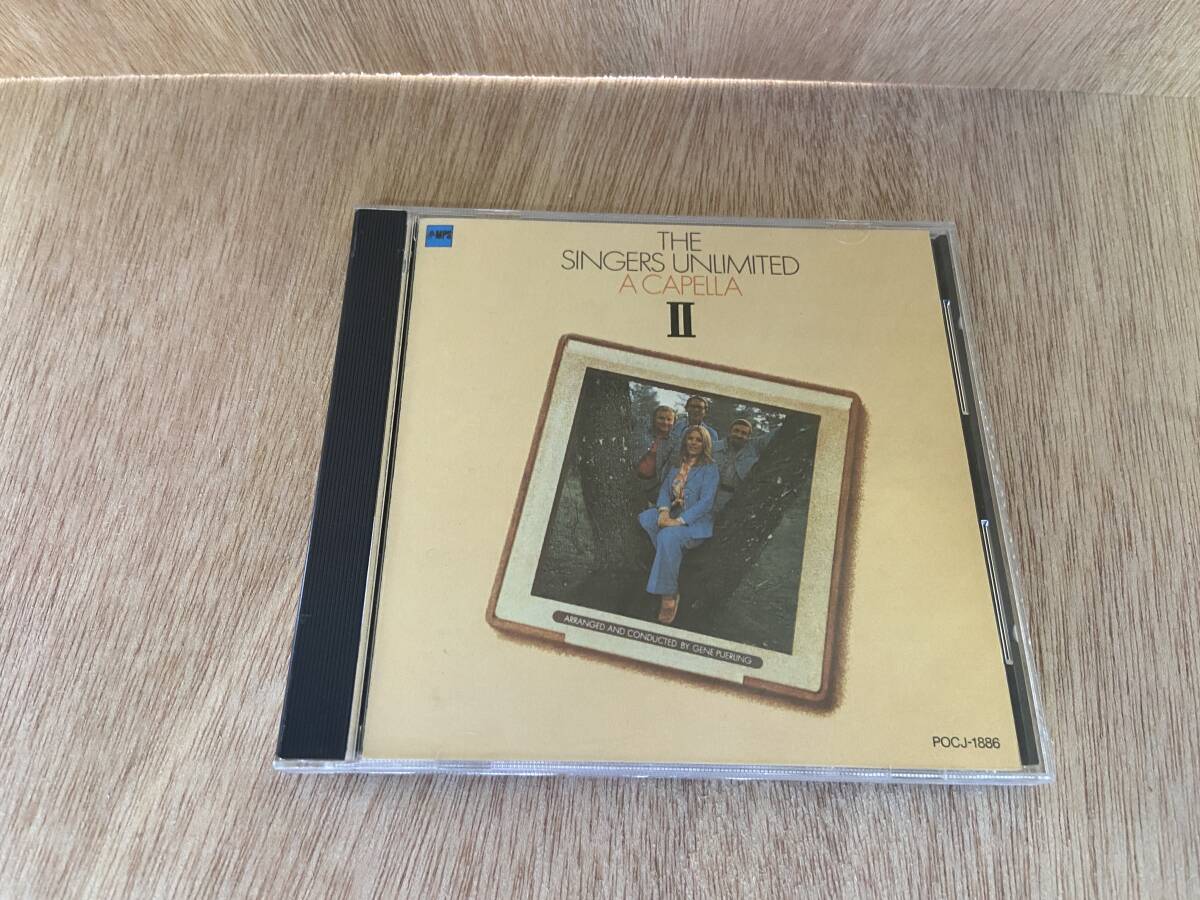 MPS
THE
SINGERS UNLIMITED
A CAPELLA
II
ARRANGED AND CONDUCTED BY GENE PUERLING
POCJ-1886